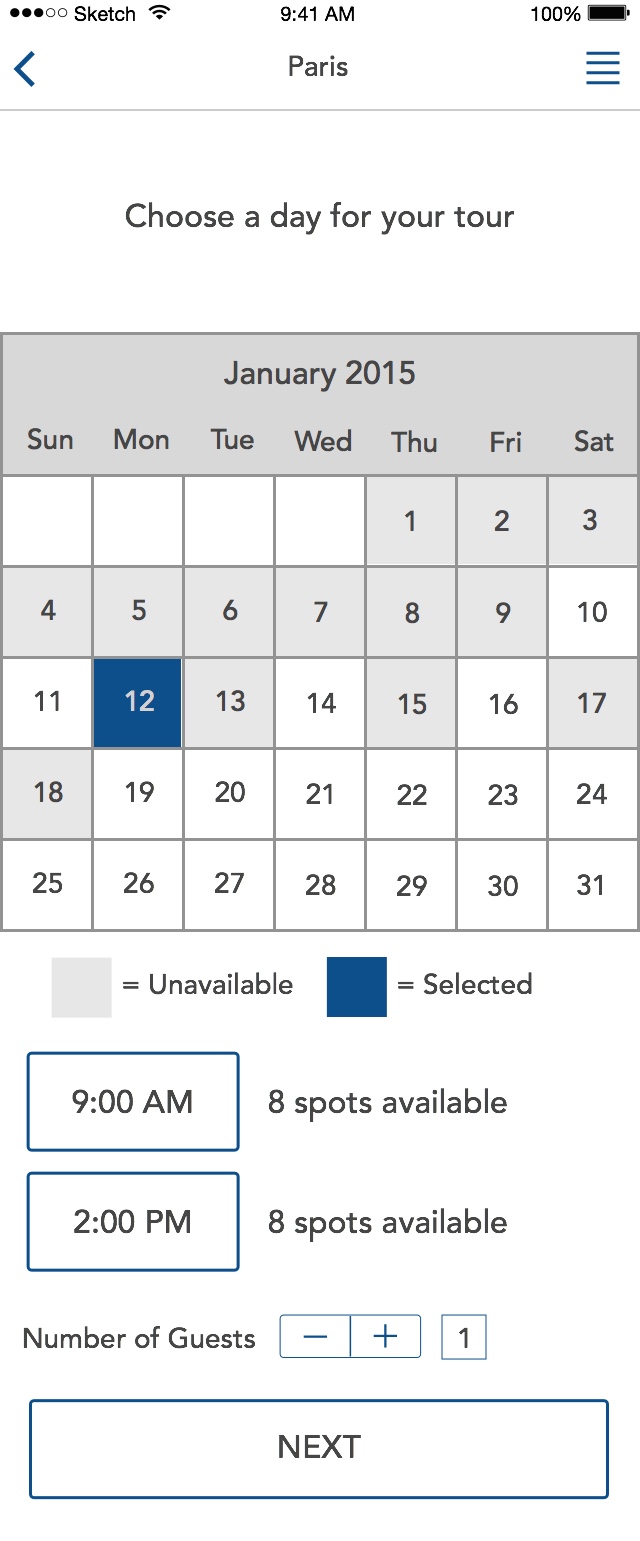 Sketch 9:41 AM 100%
Paris
Choose a day for your tour
January 2015
Sun Mon Tue Wed Thu Fri Sat
1 2 3
4 5 6 7 8 9 10
11 12 13 14 15 16 17
18 19 20 21 22 23 24
25 26 27 28 29 30 31
= Unavailable = Selected
9:00 AM 8 spots available
2:00 PM 8 spots available
Number of Guests − + 1
NEXT